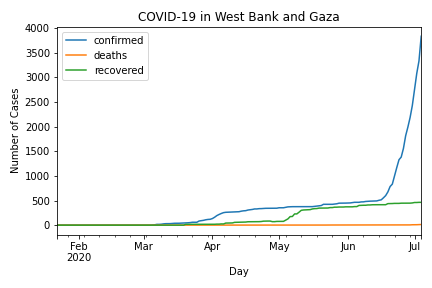 COVID-19 in West Bank and Gaza
confirmed
deaths
recovered
Number of Cases
4000
3500
3000
2500
2000
1500
1000
500
0
Feb
2020
Mar
Apr
May
Jun
Jul
Day